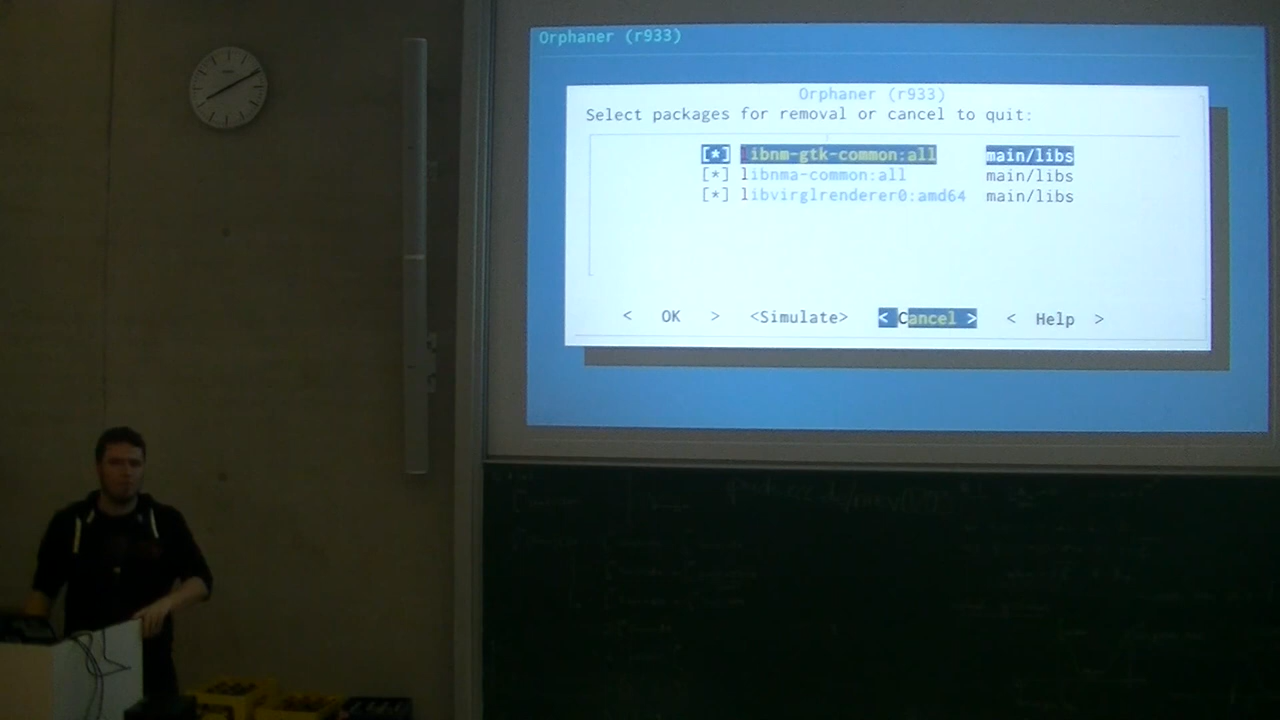 Orphaner (r933)
Orphaner (r933)
Select packages for removal or cancel to quit:
[*] libnm-gtk-common:all main/libs
[*] libnma-common:all main/libs
[*] libvirglrenderer0:amd64 main/libs
< OK > <Simulate> < Cancel > < Help >